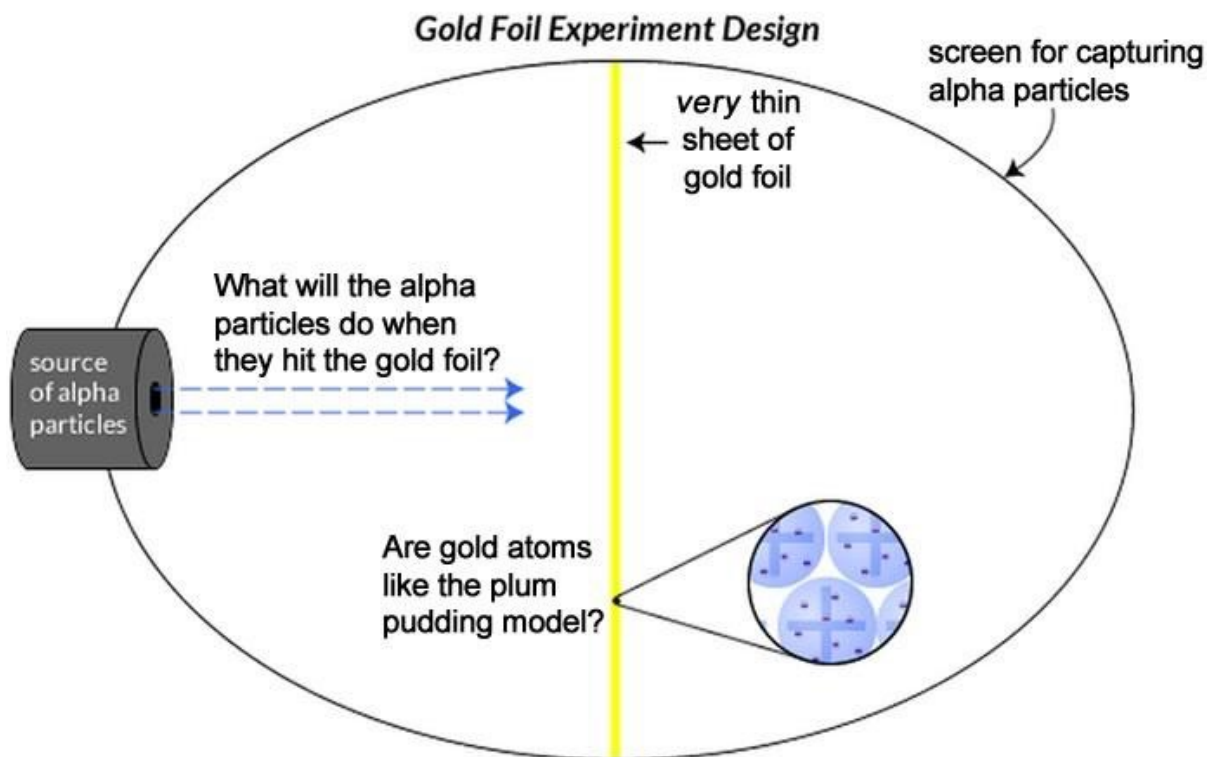 Gold Foil Experiment Design
screen for capturing
alpha particles
very thin
sheet of
gold foil
What will the alpha
particles do when
they hit the gold foil?
source
of alpha
particles
Are gold atoms
like the plum
pudding model?